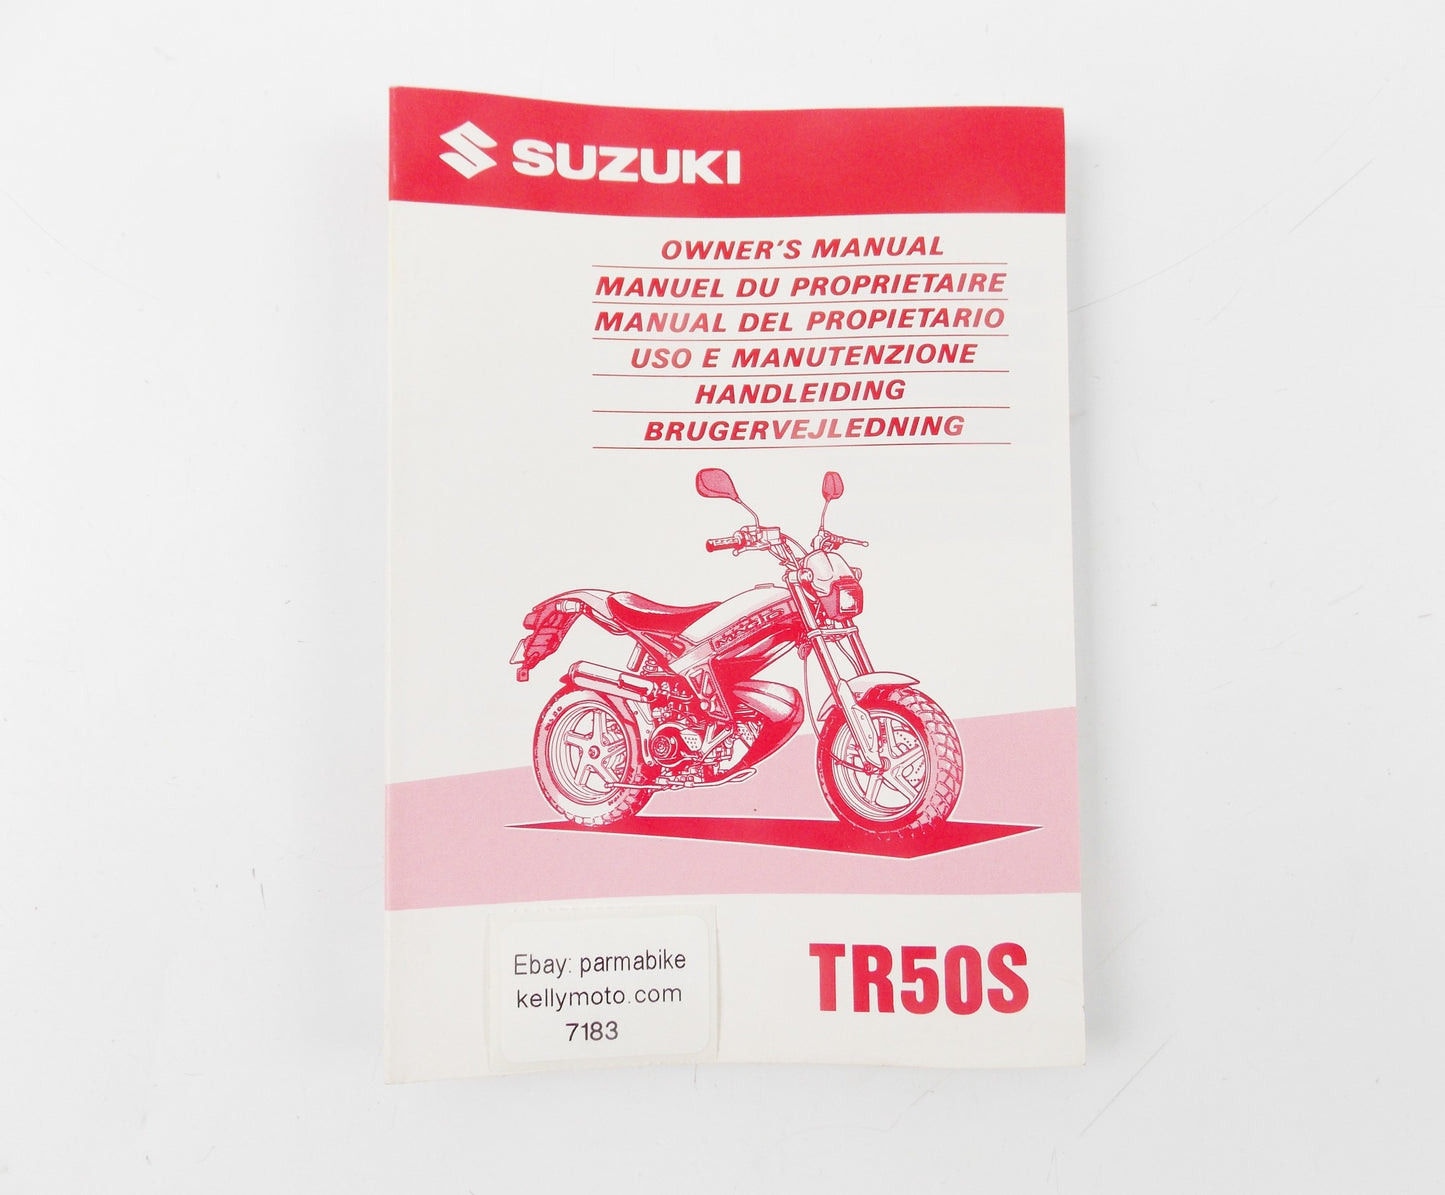 SUZUKI
OWNER'S MANUAL
MANUEL DU PROPRIETAIRE
MANUAL DEL PROPIETARIO
USO E MANUTENZIONE
HANDLEIDING
BRUGERVEJLEDNING
TR50S
Ebay: parmabike
kellymoto.com
7183